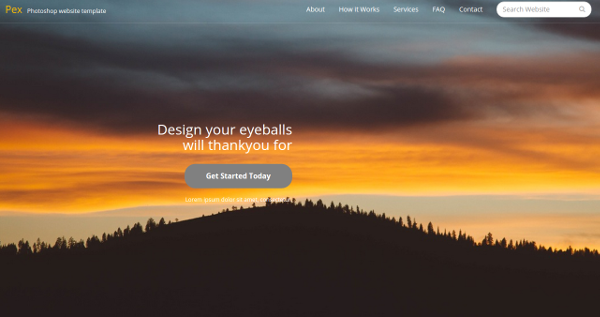 Pex Photoshop website template
About How it Works Services FAQ Contact Search Website
Design your eyeballs
will thankyou for
Get Started Today
Lorem ipsum dolor sit amet,